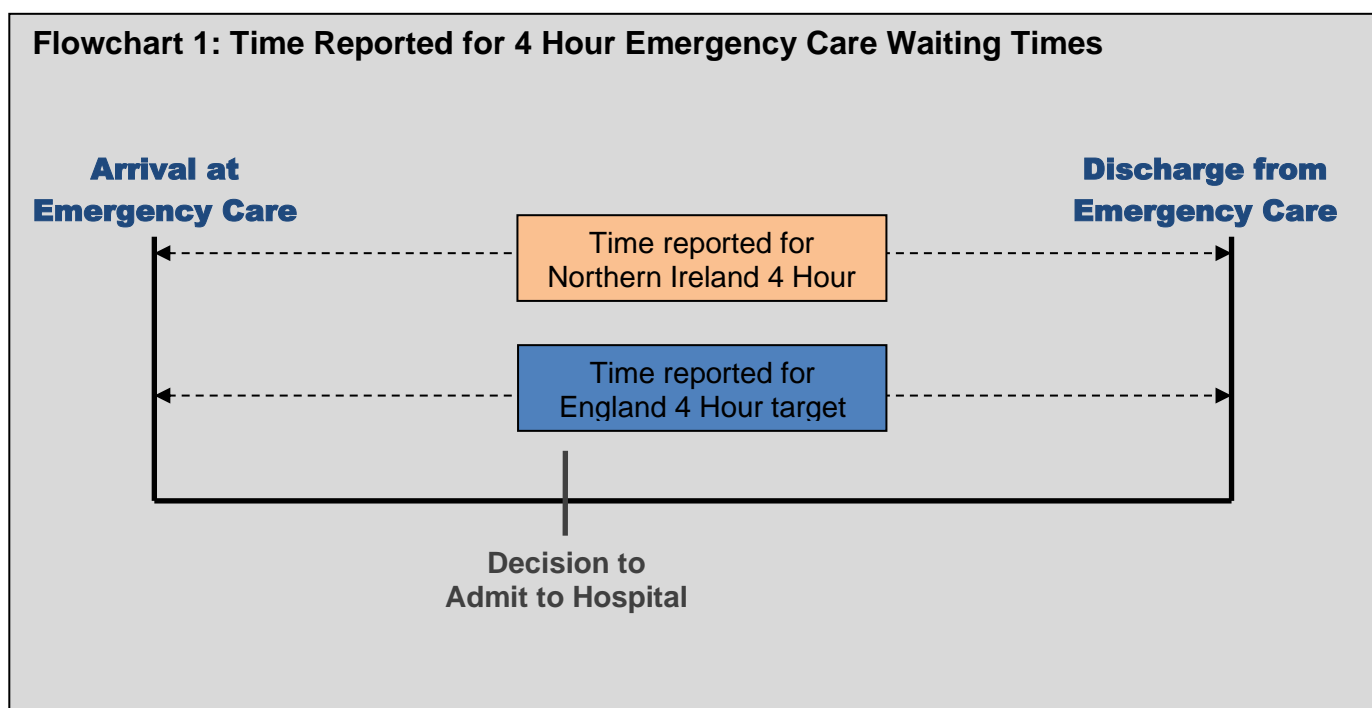 Flowchart 1: Time Reported for 4 Hour Emergency Care Waiting Times
Arrival at
Emergency Care
Discharge from
Emergency Care
Time reported for
Northern Ireland 4 Hour
Time reported for
England 4 Hour target
Decision to
Admit to Hospital